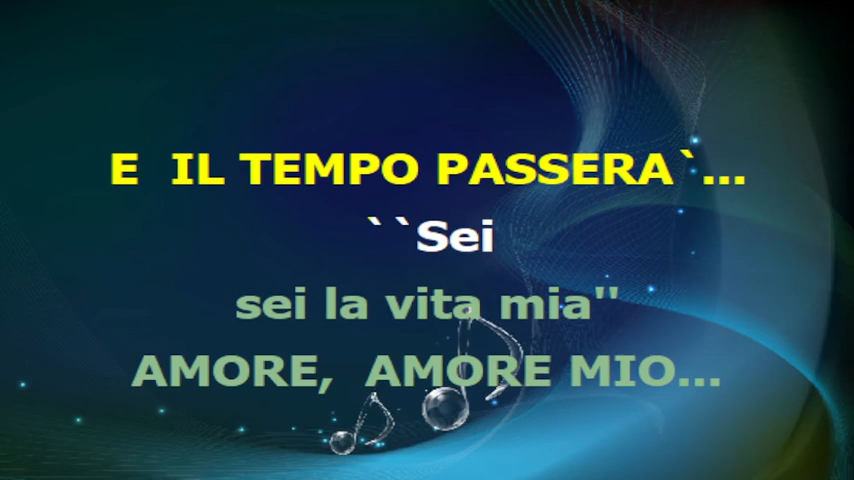 E  IL TEMPO PASSERA`...
``Sei
sei la vita mia''
AMORE,  AMORE MIO...